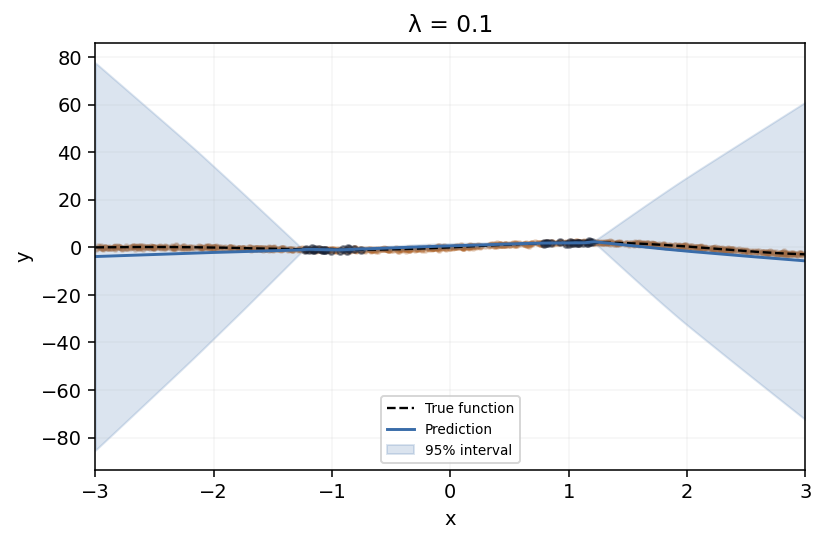 λ = 0.1
80
60
40
20
0
−20
−40
−60
−80
y
True function
Prediction
95% interval
−3 −2 −1 0 1 2 3
x